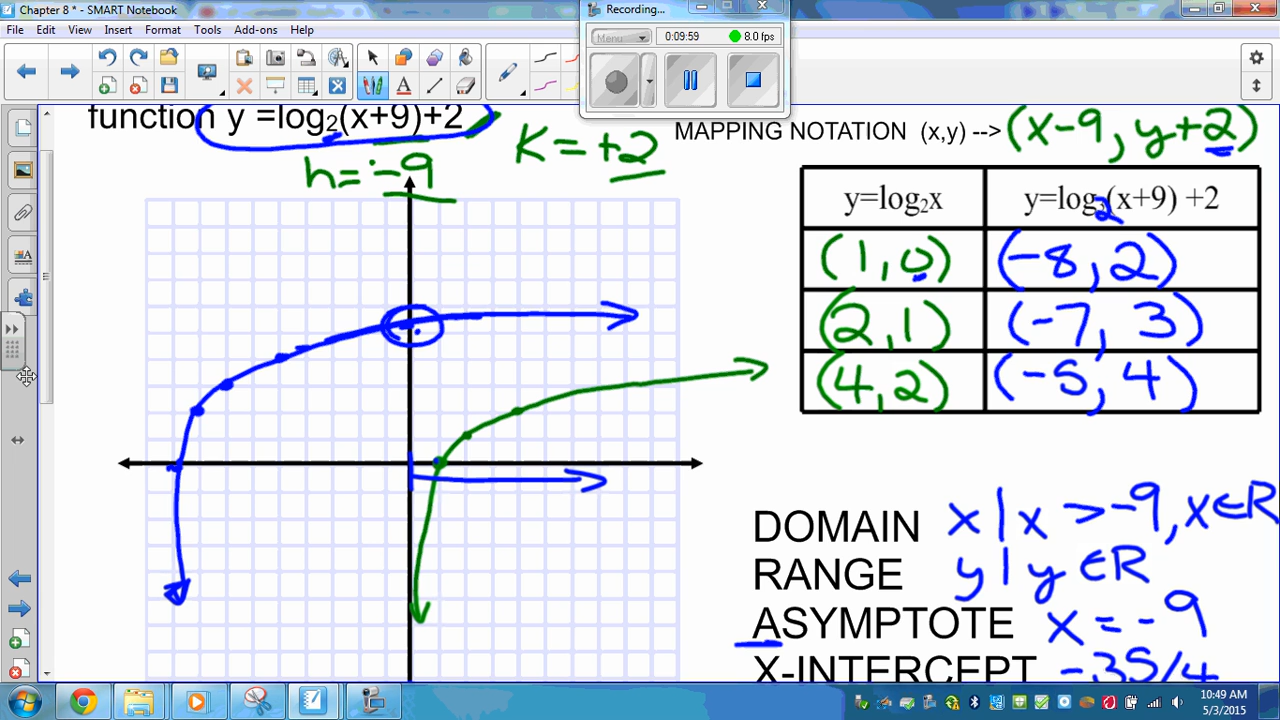 Chapter 8 * - SMART Notebook
Recording...
File Edit View Insert Format Tools Add-ons Help
Menu 0:09:59 8.0 fps
function y =log₂(x+9)+2
h = -9
K = +2
MAPPING NOTATION (x,y) --> (x-9, y+2)
y=log₂x y=log₂(x+9) +2
(1,0) (-8,2)
(2,1) (-7,3)
(4,2) (-5,4)
DOMAIN x | x > -9, x ∈ R
RANGE y | y ∈ R
ASYMPTOTE x = -9
X-INTERCEPT -35/4
10:49 AM
5/3/2015